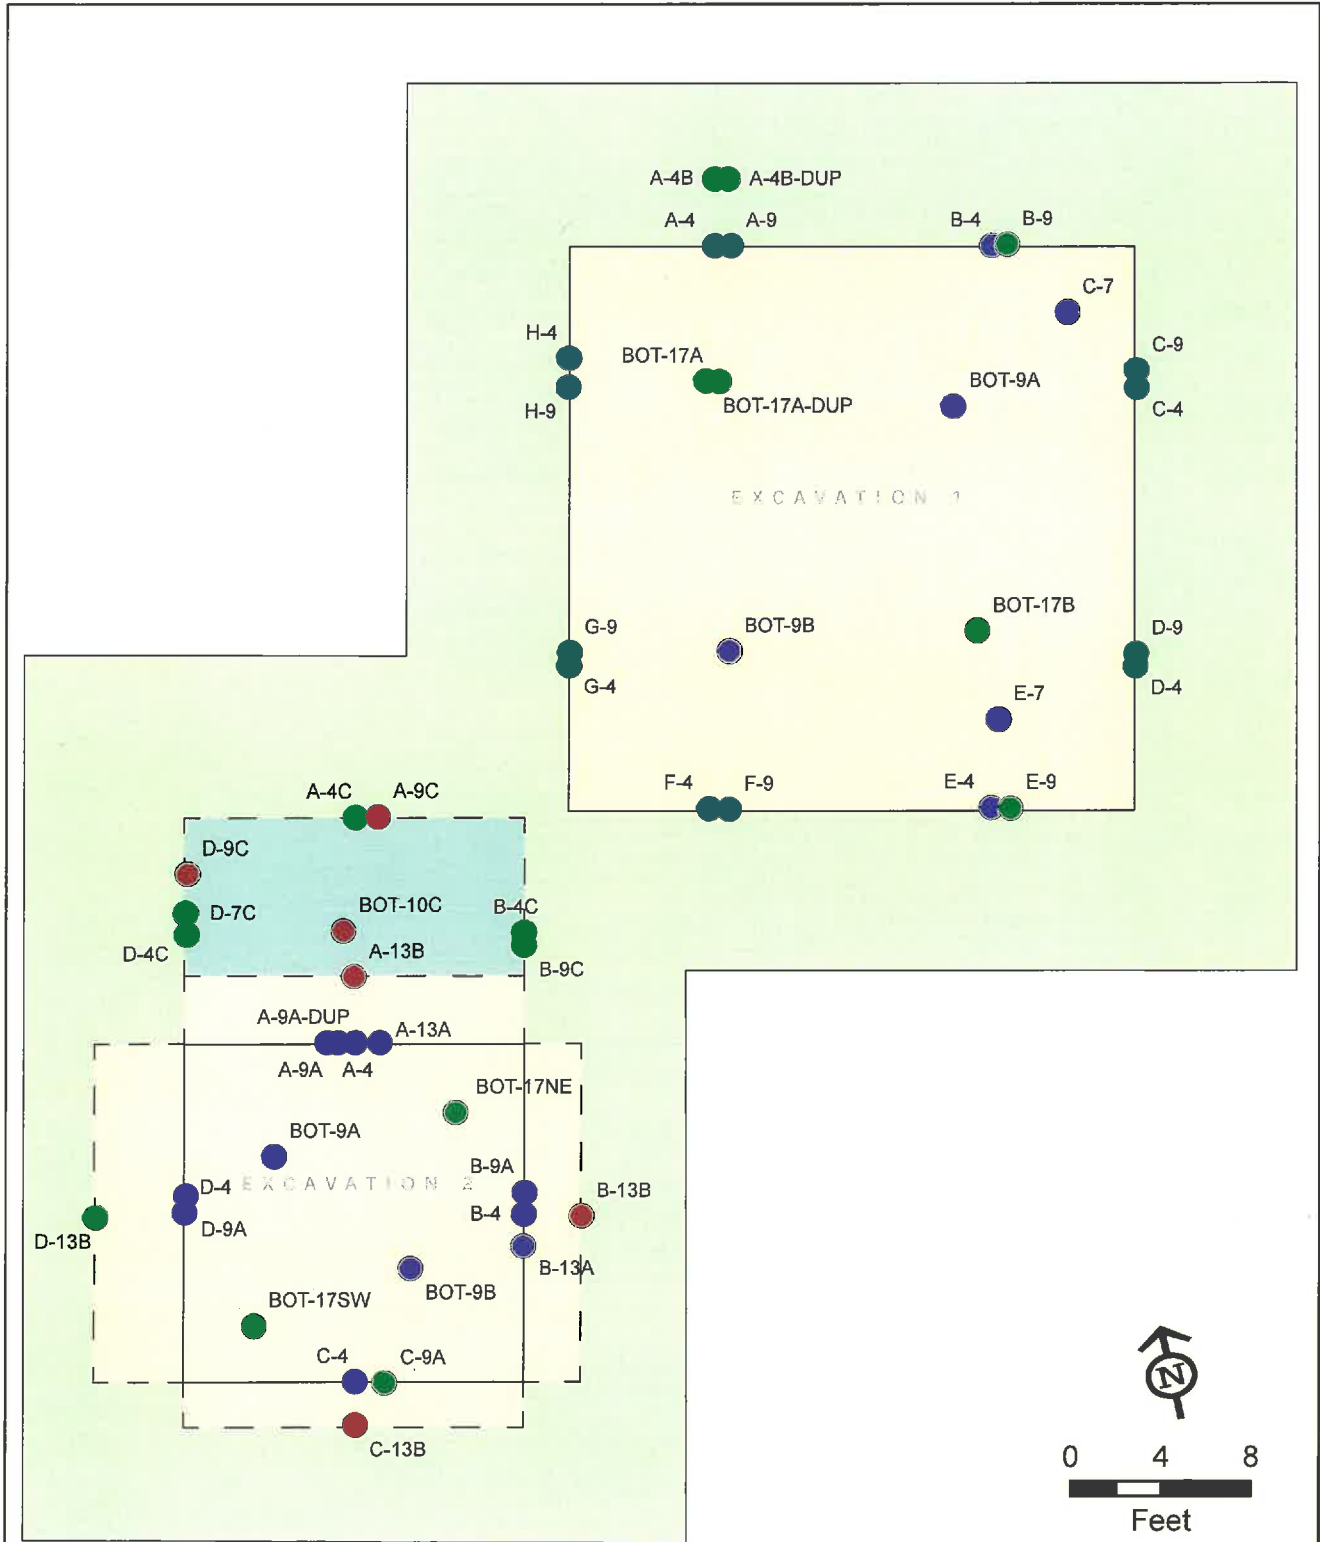 A-4B A-4B-DUP
A-4 A-9 B-4 B-9
C-7
H-4
BOT-17A C-9
BOT-9A
H-9 BOT-17A-DUP C-4
EXCAVATION 1
BOT-17B
G-9 BOT-9B D-9
G-4 D-4
E-7
F-4 F-9 E-4 E-9
A-4C A-9C
D-9C
D-7C BOT-10C B-4C
D-4C A-13B B-9C
A-9A-DUP A-13A
A-9A A-4
BOT-17NE
BOT-9A
B-9A
D-4 EXCAVATION 2 B-13B
B-4
D-13B D-9A
B-13A
BOT-9B
BOT-17SW
C-4 C-9A
N
C-13B
0 4 8
Feet